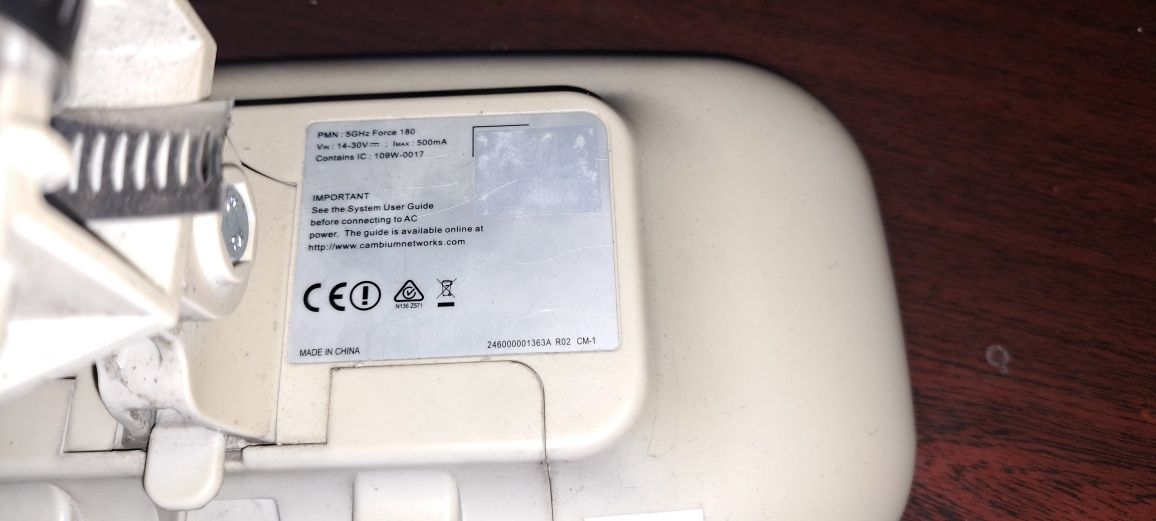 PMN : 5GHz Force 180
VIN : 14-30V⎓ ; IMAX : 500mA
Contains IC : 109W-0017
IMPORTANT
See the System User Guide
before connecting to AC
power. The guide is available online at
http://www.cambiumnetworks.com
CE
N136 Z571
MADE IN CHINA
246000001363A R02 CM-1